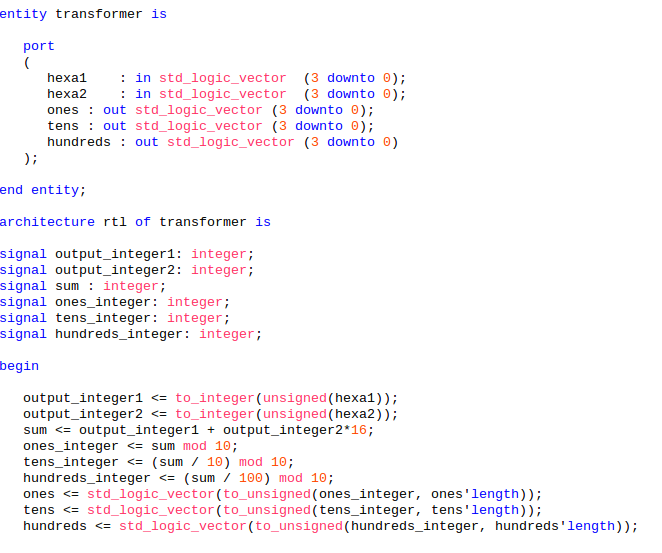 entity transformer is
port
(
hexa1    : in std_logic_vector  (3 downto 0);
hexa2    : in std_logic_vector  (3 downto 0);
ones : out std_logic_vector (3 downto 0);
tens : out std_logic_vector (3 downto 0);
hundreds : out std_logic_vector (3 downto 0)
);
end entity;
architecture rtl of transformer is
signal output_integer1: integer;
signal output_integer2: integer;
signal sum : integer;
signal ones_integer: integer;
signal tens_integer: integer;
signal hundreds_integer: integer;
begin
output_integer1 <= to_integer(unsigned(hexa1));
output_integer2 <= to_integer(unsigned(hexa2));
sum <= output_integer1 + output_integer2*16;
ones_integer <= sum mod 10;
tens_integer <= (sum / 10) mod 10;
hundreds_integer <= (sum / 100) mod 10;
ones <= std_logic_vector(to_unsigned(ones_integer, ones'length));
tens <= std_logic_vector(to_unsigned(tens_integer, tens'length));
hundreds <= std_logic_vector(to_unsigned(hundreds_integer, hundreds'length));